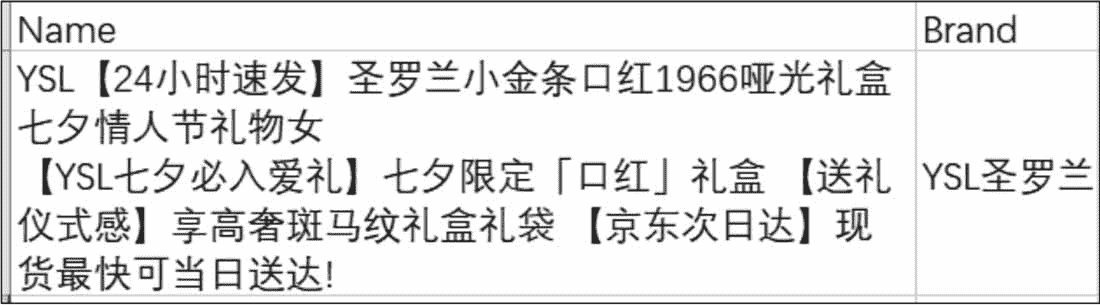 Name
Brand
YSL【24小时速发】圣罗兰小金条口红1966哑光礼盒
七夕情人节礼物女
【YSL七夕必入爱礼】七夕限定「口红」礼盒 【送礼
仪式感】享高奢斑马纹礼盒礼袋 【京东次日达】现
货最快可当日送达!
YSL圣罗兰